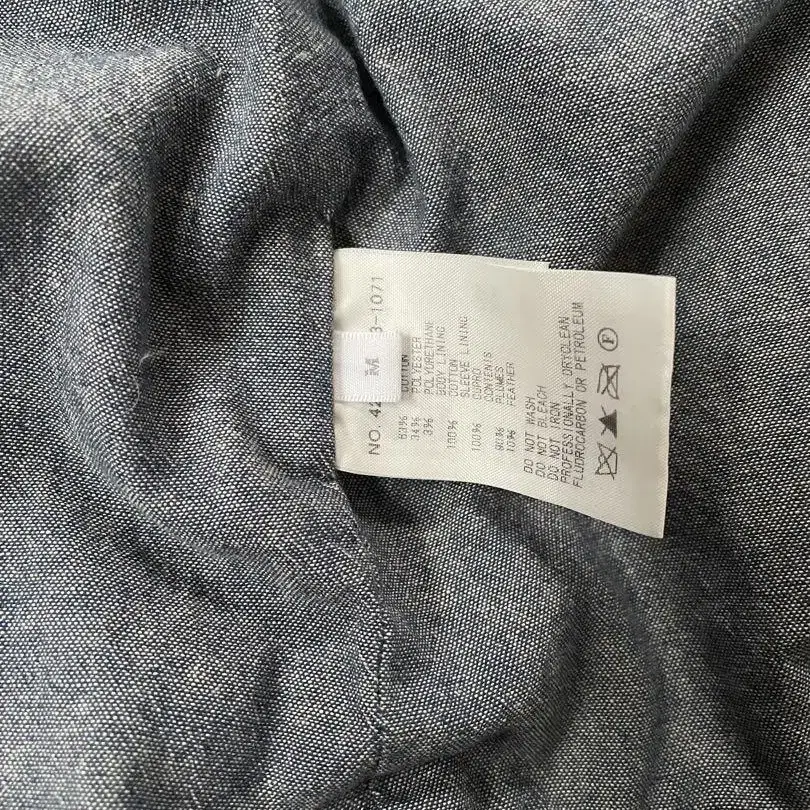 NO. 42 3-1071
M
63% COTTON
34% POLYESTER
3% POLYURETHANE
BODY LINING
100% COTTON
SLEEVE LINING
100% CUPRO
CONTENTS
90% PLUMES
10% FEATHER
DO NOT WASH
DO NOT BLEACH
DO NOT IRON
PROFESSIONALLY DRYCLEAN
FLUOROCARBON OR PETROLEUM
F